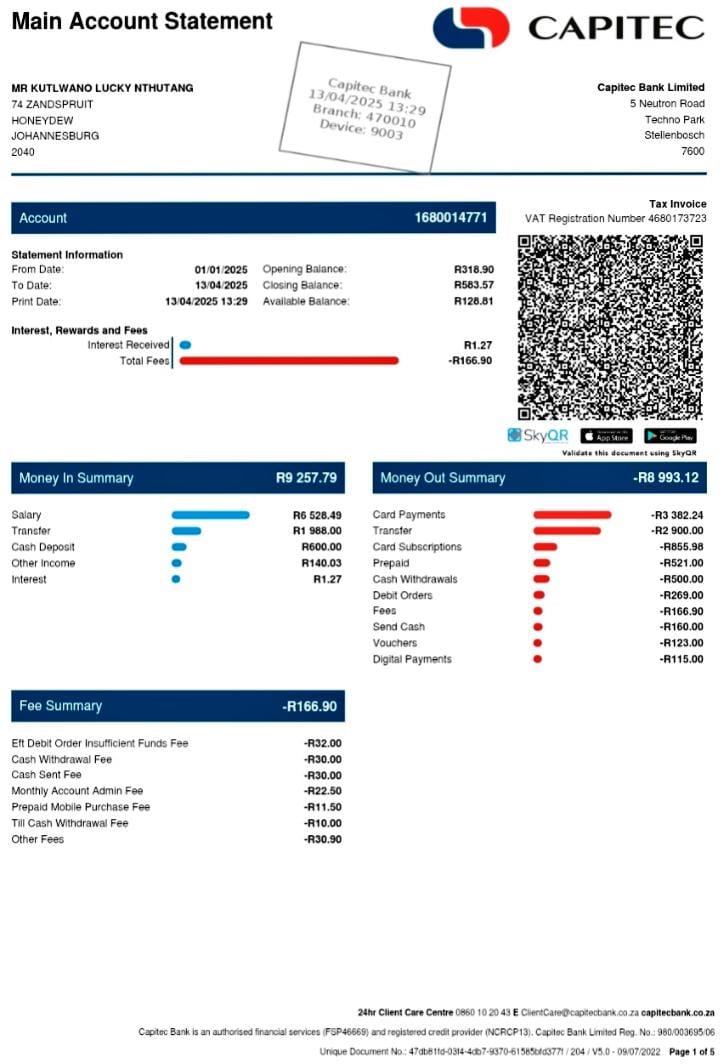 Main Account Statement
CAPITEC
Capitec Bank
13/04/2025 13:29
Branch: 470010
Device: 9003
MR KUTLWANO LUCKY NTHUTANG
74 ZANDSPRUIT
HONEYDEW
JOHANNESBURG
2040
Capitec Bank Limited
5 Neutron Road
Techno Park
Stellenbosch
7600
Account 1680014771
Tax Invoice
VAT Registration Number 4680173723
Statement Information
From Date: 01/01/2025 Opening Balance: R318.90
To Date: 13/04/2025 Closing Balance: R583.57
Print Date: 13/04/2025 13:29 Available Balance: R128.81
Interest, Rewards and Fees
Interest Received R1.27
Total Fees -R166.90
SkyQR App Store Google Play
Validate this document using SkyQR
Money In Summary R9 257.79
Salary R6 528.49
Transfer R1 988.00
Cash Deposit R600.00
Other Income R140.03
Interest R1.27
Money Out Summary -R8 993.12
Card Payments -R3 382.24
Transfer -R2 900.00
Card Subscriptions -R855.98
Prepaid -R521.00
Cash Withdrawals -R500.00
Debit Orders -R269.00
Fees -R166.90
Send Cash -R160.00
Vouchers -R123.00
Digital Payments -R115.00
Fee Summary -R166.90
Eft Debit Order Insufficient Funds Fee -R32.00
Cash Withdrawal Fee -R30.00
Cash Sent Fee -R30.00
Monthly Account Admin Fee -R22.50
Prepaid Mobile Purchase Fee -R11.50
Till Cash Withdrawal Fee -R10.00
Other Fees -R30.90
24hr Client Care Centre 0860 10 20 43 E ClientCare@capitecbank.co.za capitecbank.co.za
Capitec Bank is an authorised financial services (FSP46669) and registered credit provider (NCRCP13). Capitec Bank Limited Reg. No.: 980/003695/06
Unique Document No.: / 204 / V5.0 - 09/07/2022 Page 1 of 5